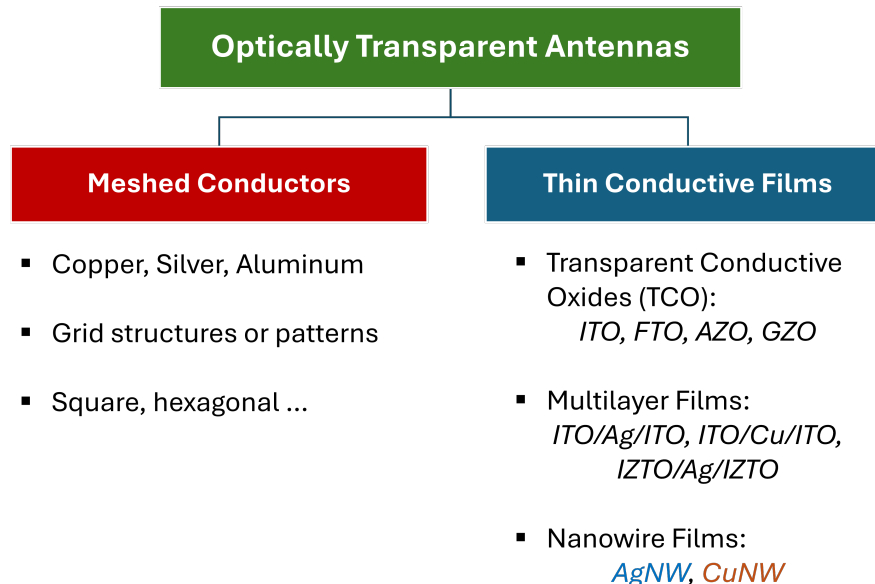 Optically Transparent Antennas
Meshed Conductors
▪ Copper, Silver, Aluminum
▪ Grid structures or patterns
▪ Square, hexagonal ...
Thin Conductive Films
▪ Transparent Conductive
Oxides (TCO):
ITO, FTO, AZO, GZO
▪ Multilayer Films:
ITO/Ag/ITO, ITO/Cu/ITO,
IZTO/Ag/IZTO
▪ Nanowire Films:
AgNW, CuNW